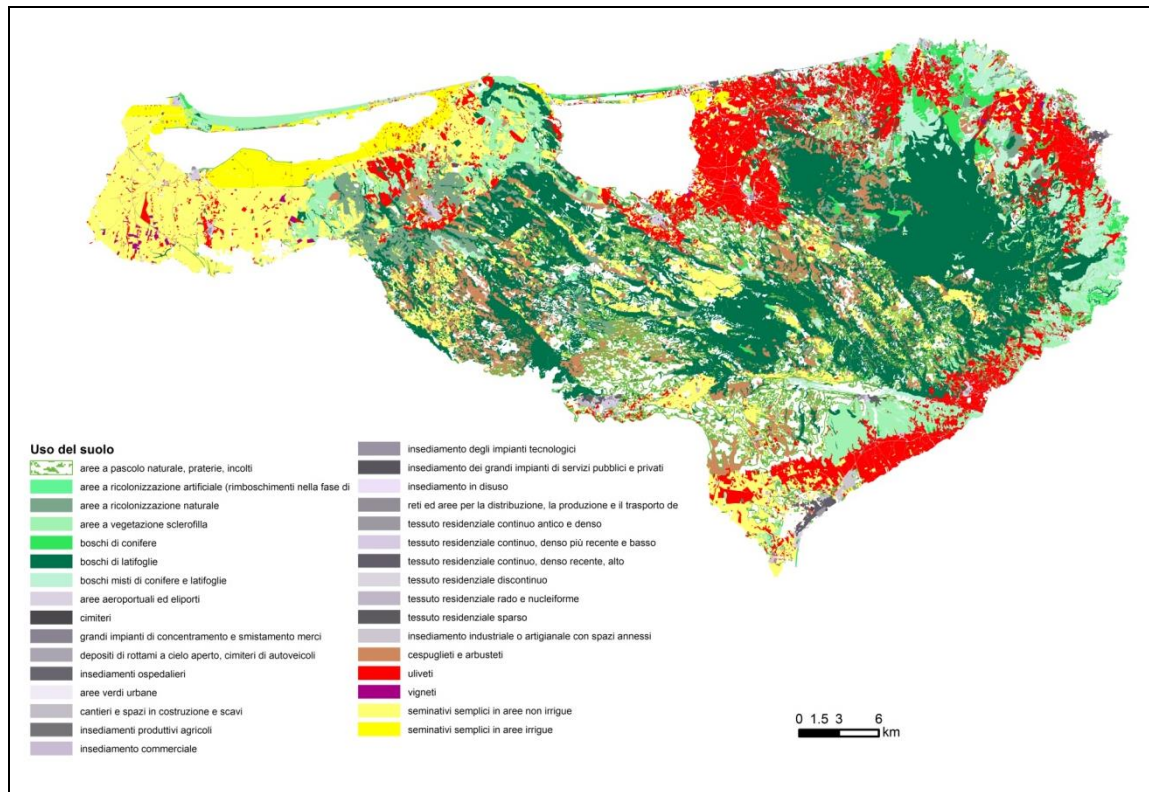 Uso del suolo
aree a pascolo naturale, praterie, incolti
aree a ricolonizzazione artificiale (rimboschimenti nella fase di
aree a ricolonizzazione naturale
aree a vegetazione sclerofilla
boschi di conifere
boschi di latifoglie
boschi misti di conifere e latifoglie
aree aeroportuali ed eliporti
cimiteri
grandi impianti di concentramento e smistamento merci
depositi di rottami a cielo aperto, cimiteri di autoveicoli
insediamenti ospedalieri
aree verdi urbane
cantieri e spazi in costruzione e scavi
insediamenti produttivi agricoli
insediamento commerciale
insediamento degli impianti tecnologici
insediamento dei grandi impianti di servizi pubblici e privati
insediamento in disuso
reti ed aree per la distribuzione, la produzione e il trasporto de
tessuto residenziale continuo antico e denso
tessuto residenziale continuo, denso più recente e basso
tessuto residenziale continuo, denso recente, alto
tessuto residenziale discontinuo
tessuto residenziale rado e nucleiforme
tessuto residenziale sparso
insediamento industriale o artigianale con spazi annessi
cespuglieti e arbusteti
uliveti
vigneti
seminativi semplici in aree non irrigue
seminativi semplici in aree irrigue
0 1.5 3 6
km